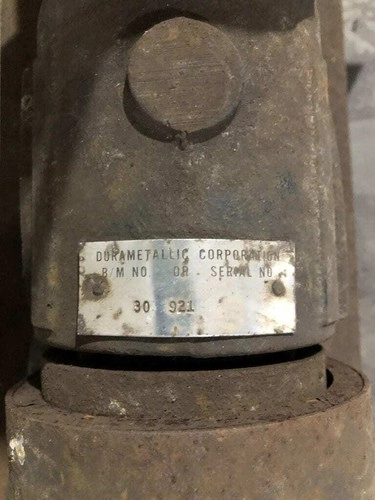 DURAMETALLIC CORPORATION
B/M NO. OR SERIAL NO.
30 921